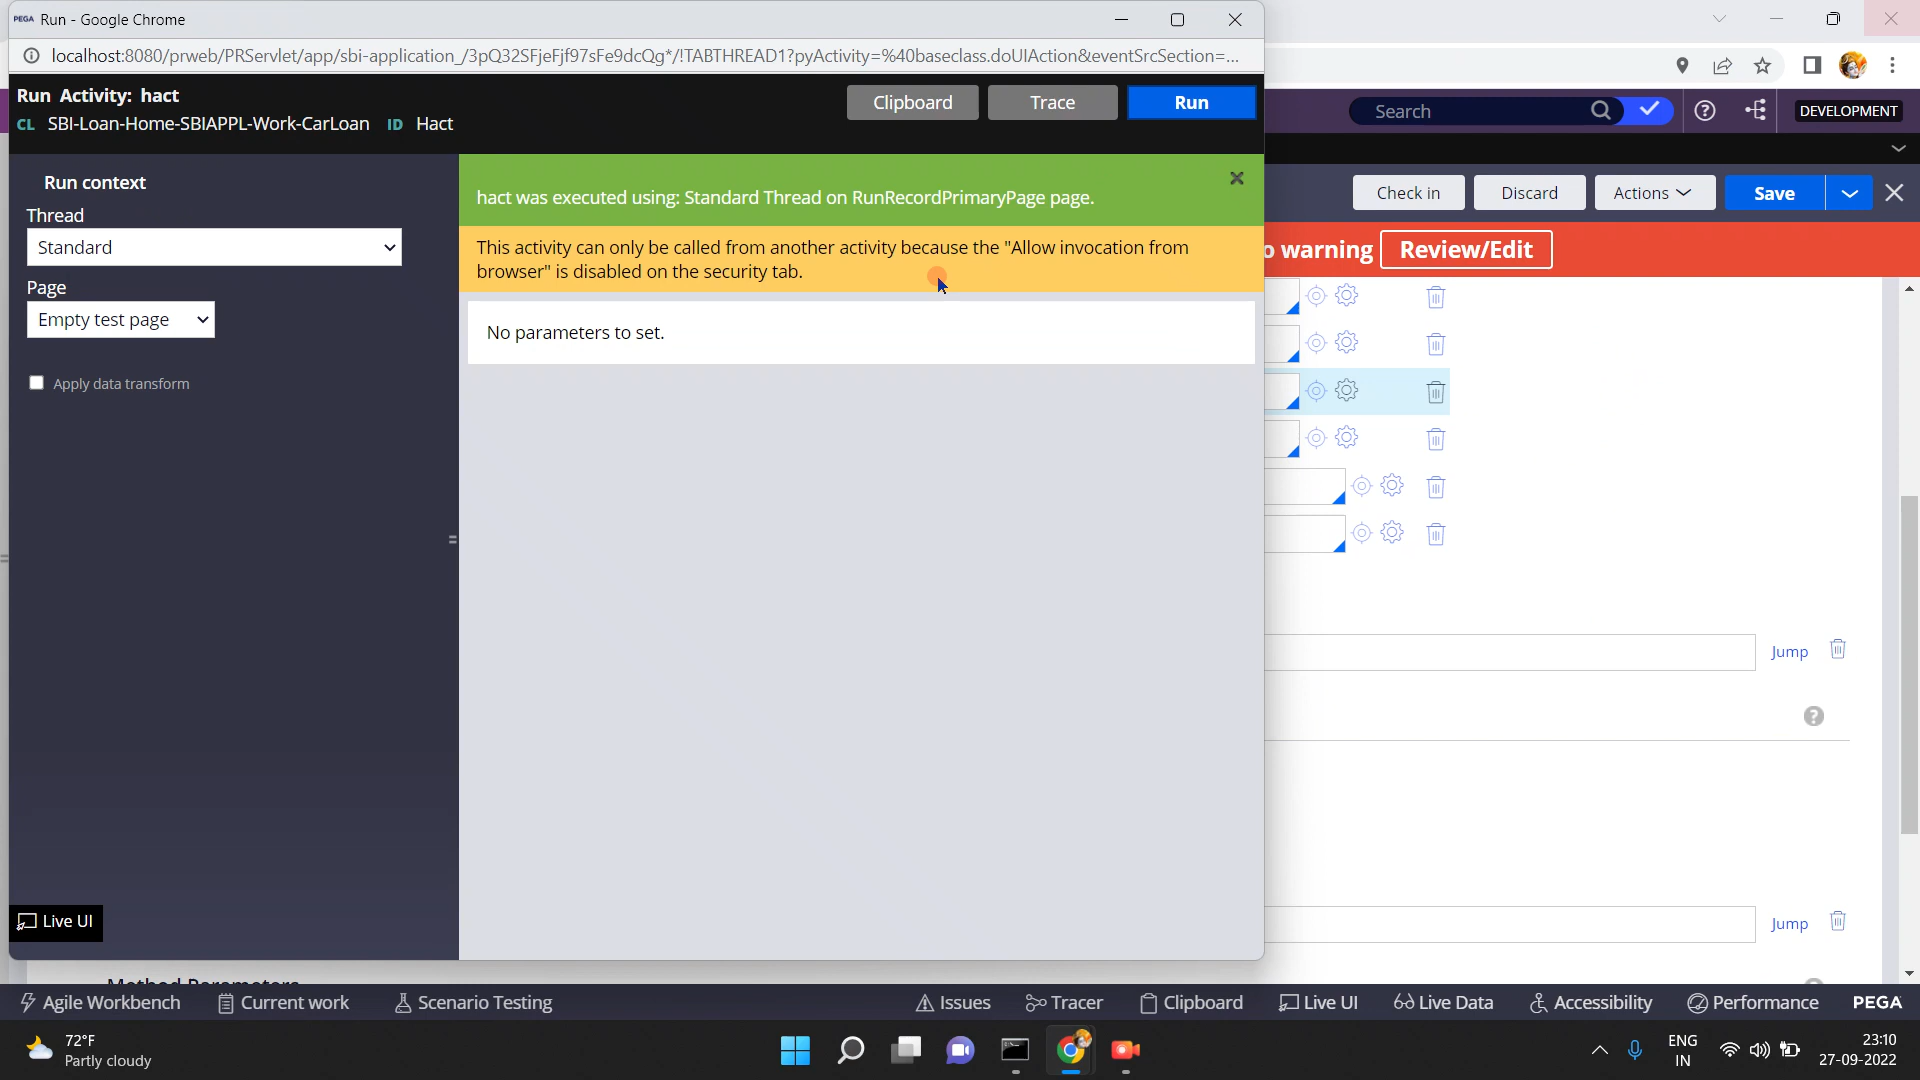 PEGA Run - Google Chrome
localhost:8080/prweb/PRServlet/app/sbi-application_/3pQ32SFjeFjf97sFe9dcQg*/!TABTHREAD1?pyActivity=%40baseclass.doUIAction&eventSrcSection=...
Run Activity: hact
CL SBI-Loan-Home-SBIAPPL-Work-CarLoan ID Hact
Clipboard
Trace
Run
Search
DEVELOPMENT
Run context
Thread
Standard
Page
Empty test page
Apply data transform
hact was executed using: Standard Thread on RunRecordPrimaryPage page.
This activity can only be called from another activity because the "Allow invocation from
browser" is disabled on the security tab.
No parameters to set.
Check in
Discard
Actions
Save
o warning
Review/Edit
Jump
Jump
Live UI
Agile Workbench
Current work
Scenario Testing
Issues
Tracer
Clipboard
Live UI
Live Data
Accessibility
Performance
PEGA
72°F
Partly cloudy
ENG
IN
23:10
27-09-2022